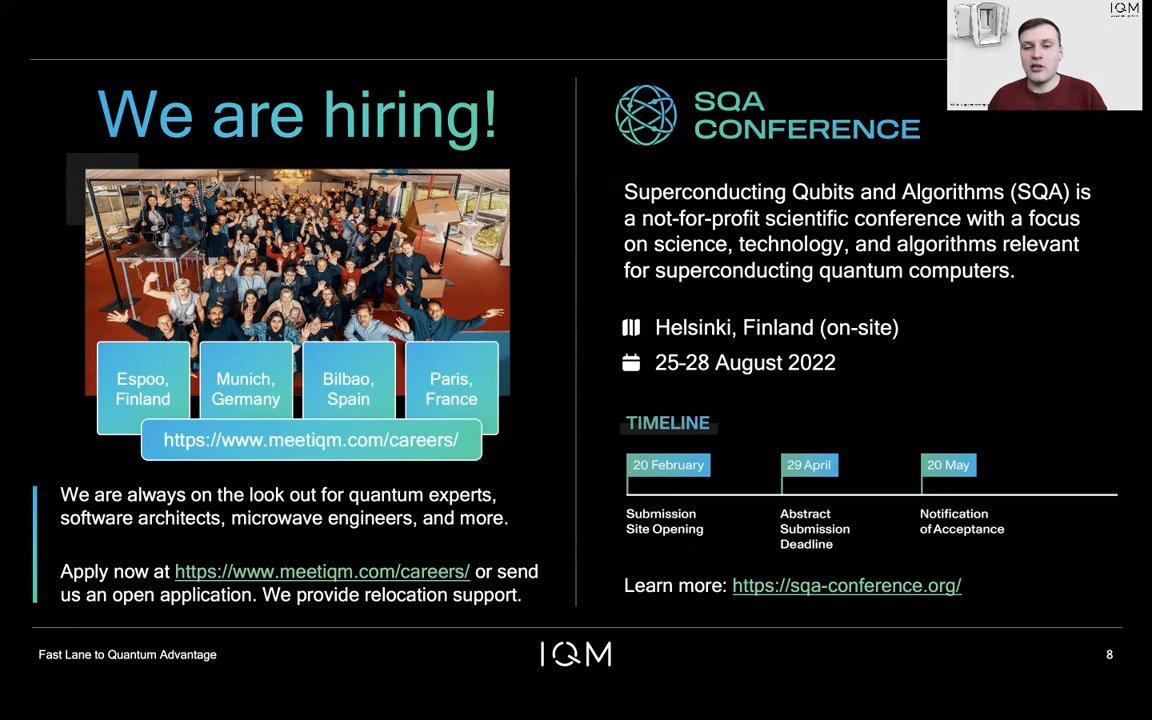 We are hiring!
Espoo,
Finland
Munich,
Germany
Bilbao,
Spain
Paris,
France
https://www.meetiqm.com/careers/
We are always on the look out for quantum experts,
software architects, microwave engineers, and more.
Apply now at https://www.meetiqm.com/careers/ or send
us an open application. We provide relocation support.
SQA
CONFERENCE
Superconducting Qubits and Algorithms (SQA) is
a not-for-profit scientific conference with a focus
on science, technology, and algorithms relevant
for superconducting quantum computers.
Helsinki, Finland (on-site)
25-28 August 2022
TIMELINE
20 February
29 April
20 May
Submission
Site Opening
Abstract
Submission
Deadline
Notification
of Acceptance
Learn more: https://sqa-conference.org/
IQM
Fast Lane to Quantum Advantage
IQM
8